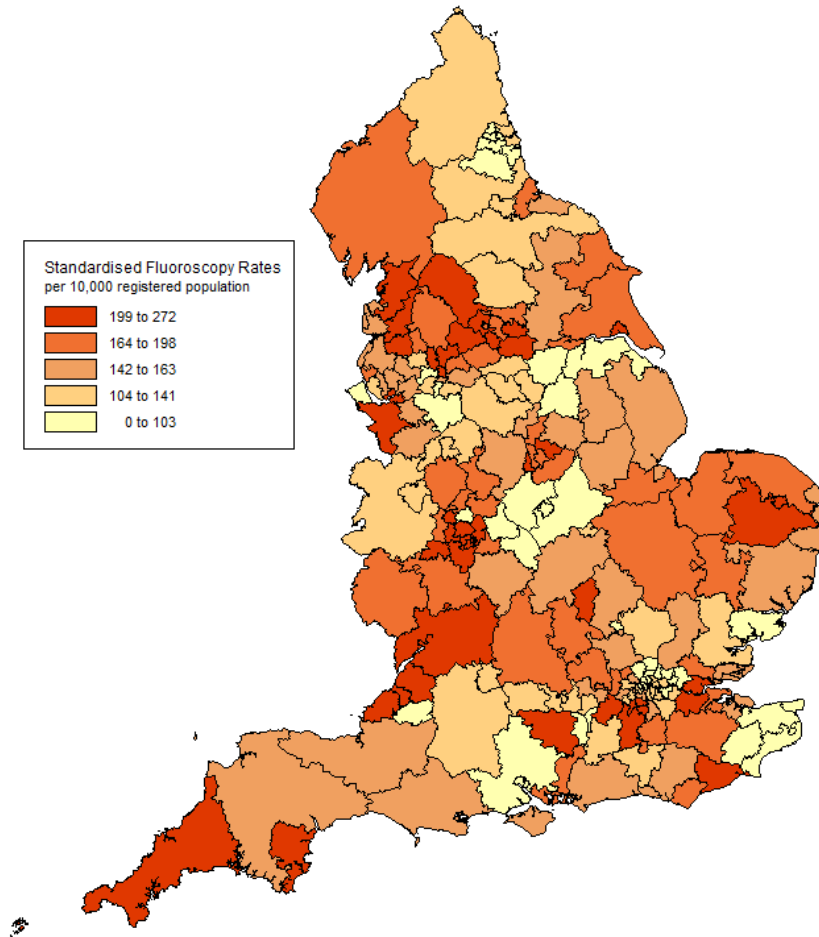 Standardised Fluoroscopy Rates
per 10,000 registered population
199 to 272
164 to 198
142 to 163
104 to 141
0 to 103